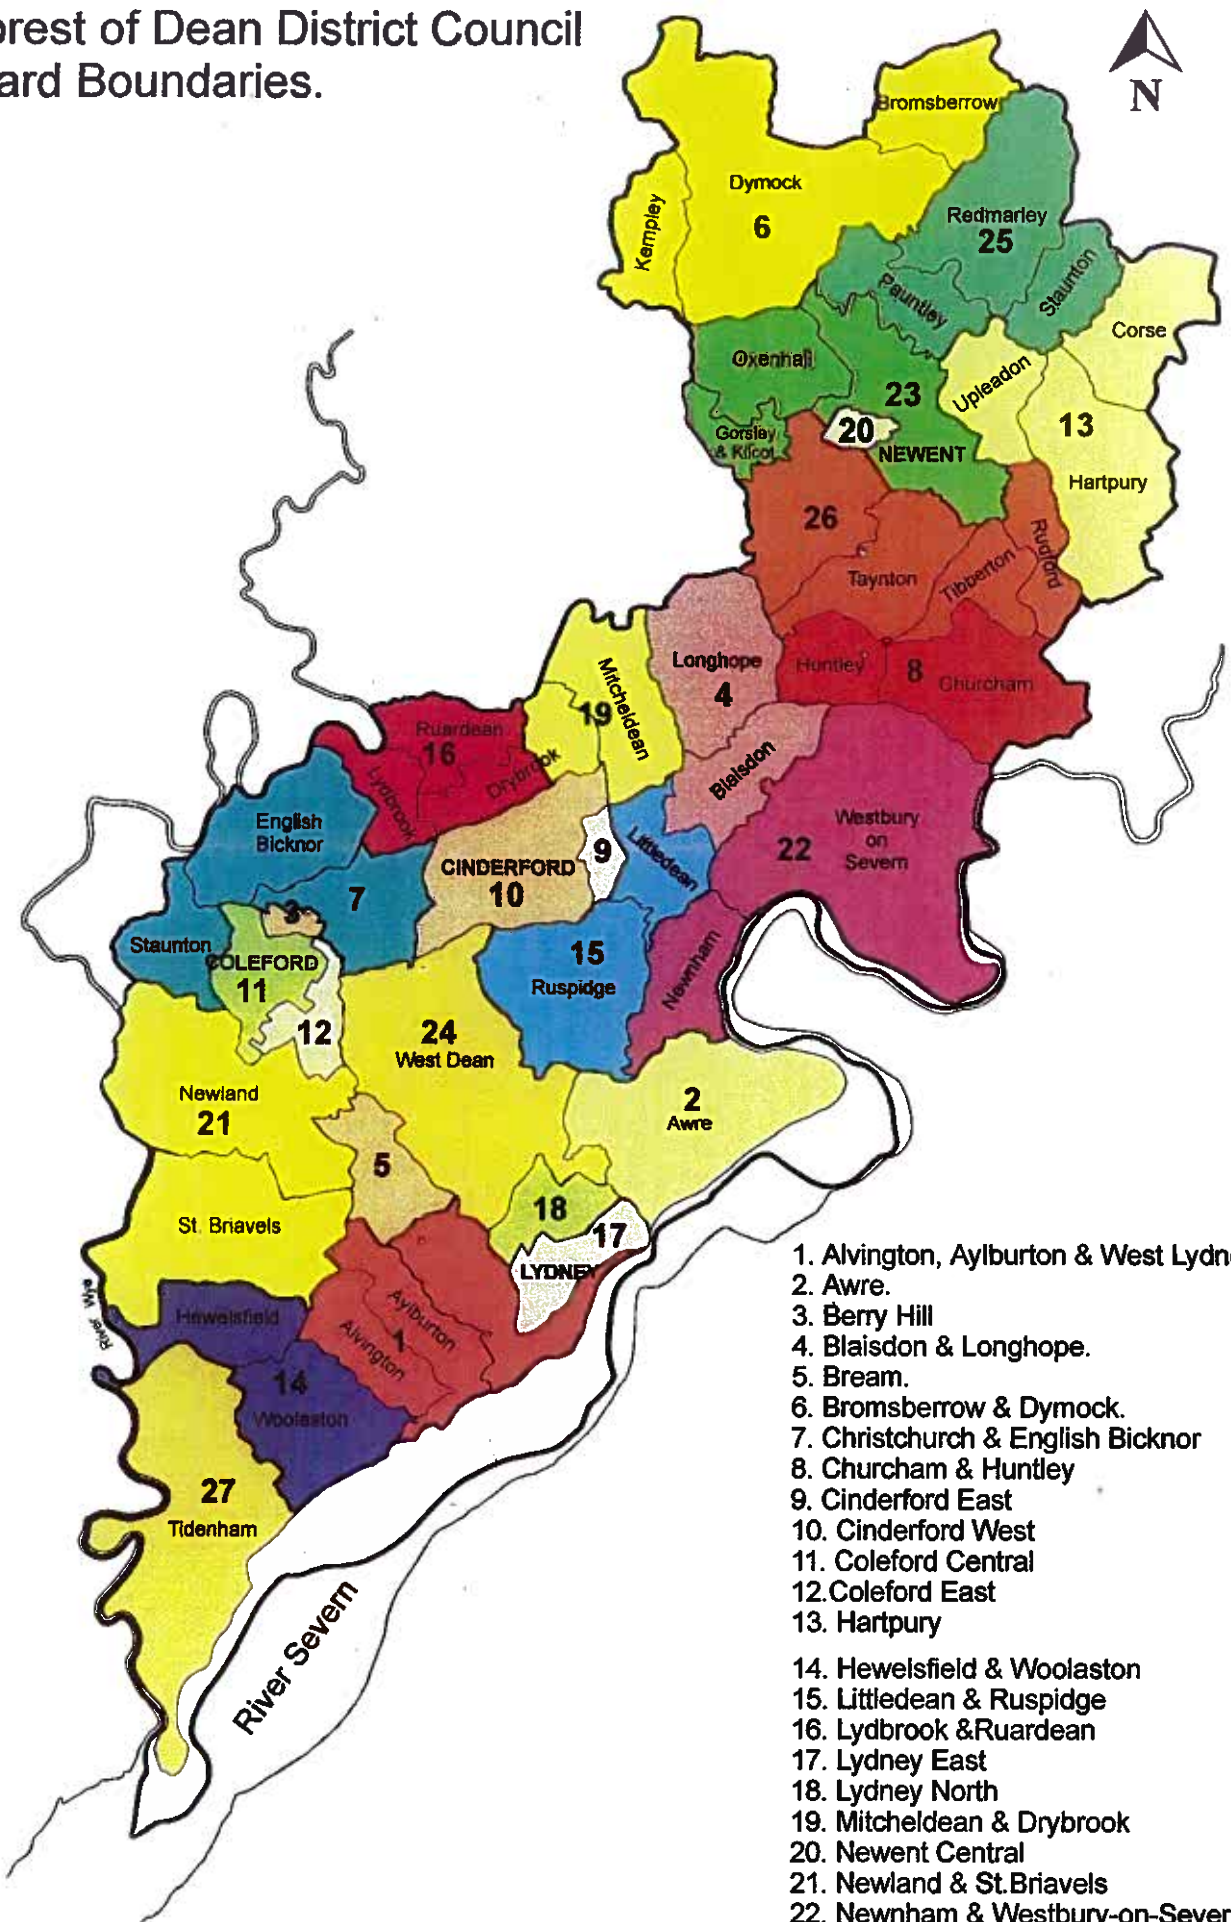 orest of Dean District Council
ard Boundaries.
N
Bromsberrow
Dymock
6
Kempley
Redmarley
25
Pauntley
Staunton
Corse
Oxenhall
Upleadon
23
13
20
Gorsley
& Kilcot
NEWENT
Hartpury
26
Rudford
Taynton
Tibberton
Longhope
4
Huntley
8
Churcham
Mitcheldean
19
Ruardean
16
Drybrook
Lydbrook
Blaisdon
English
Bicknor
Westbury
on
Severn
22
9
Littledean
CINDERFORD
10
7
3
Staunton
COLEFORD
11
15
Ruspidge
Newnham
12
24
West Dean
Newland
21
2
Awre
5
St. Briavels
18
17
LYDNEY
River Wye
Hewelsfield
Aylburton
Alvington
14
Woolaston
27
Tidenham
River Severn
1. Alvington, Aylburton & West Lydn
2. Awre.
3. Berry Hill
4. Blaisdon & Longhope.
5. Bream.
6. Bromsberrow & Dymock.
7. Christchurch & English Bicknor
8. Churcham & Huntley
9. Cinderford East
10. Cinderford West
11. Coleford Central
12.Coleford East
13. Hartpury
14. Hewelsfield & Woolaston
15. Littledean & Ruspidge
16. Lydbrook &Ruardean
17. Lydney East
18. Lydney North
19. Mitcheldean & Drybrook
20. Newent Central
21. Newland & St.Briavels
22. Newnham & Westbury-on-Sever